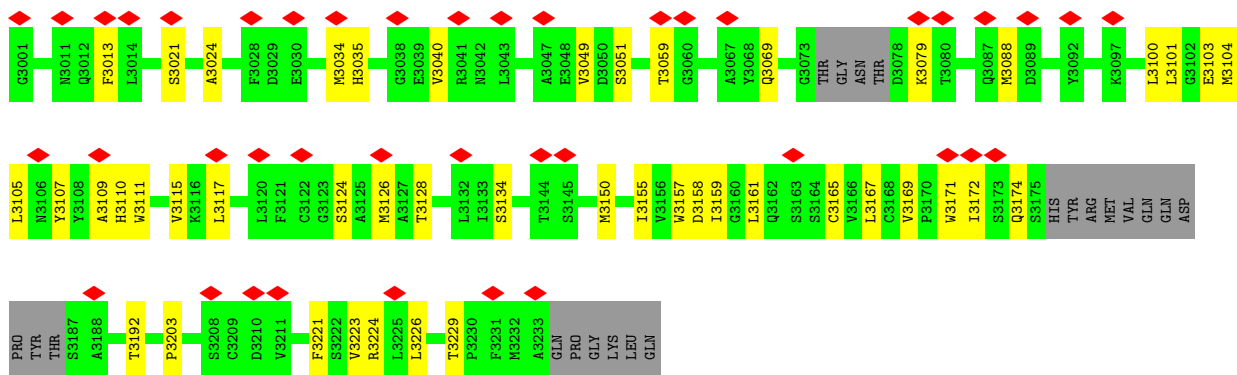 G3001 N3011 Q3012 F3013 L3014 S3021 A3024 F3028 D3029 E3030 M3034 H3035 G3038 E3039 V3040 R3041 N3042 L3043 A3047 E3048 V3049 D3050 S3051 T3059 G3060 A3067 Y3068 Q3069 G3073 THR GLY ASN THR D3078 K3079 T3080 Q3087 M3088 D3089 Y3092 K3097 L3100 L3101 G3102 E3103 M3104
L3105 N3106 Y3107 Y3108 A3109 H3110 W3111 V3115 K3116 L3117 L3120 F3121 C3122 G3123 S3124 A3125 M3126 A3127 T3128 L3132 I3133 S3134 T3144 S3145 M3150 I3155 V3156 W3157 D3158 I3159 G3160 L3161 Q3162 S3163 S3164 C3165 V3166 L3167 C3168 V3169 P3170 W3171 I3172 S3173 Q3174 S3175 HIS TYR ARG MET VAL GLN GLN ASP
PRO TYR THR S3187 A3188 T3192 P3203 S3208 C3209 D3210 V3211 F3221 S3222 V3223 R3224 L3225 L3226 T3229 P3230 F3231 M3232 A3233 GLN PRO GLY LYS LEU GLN